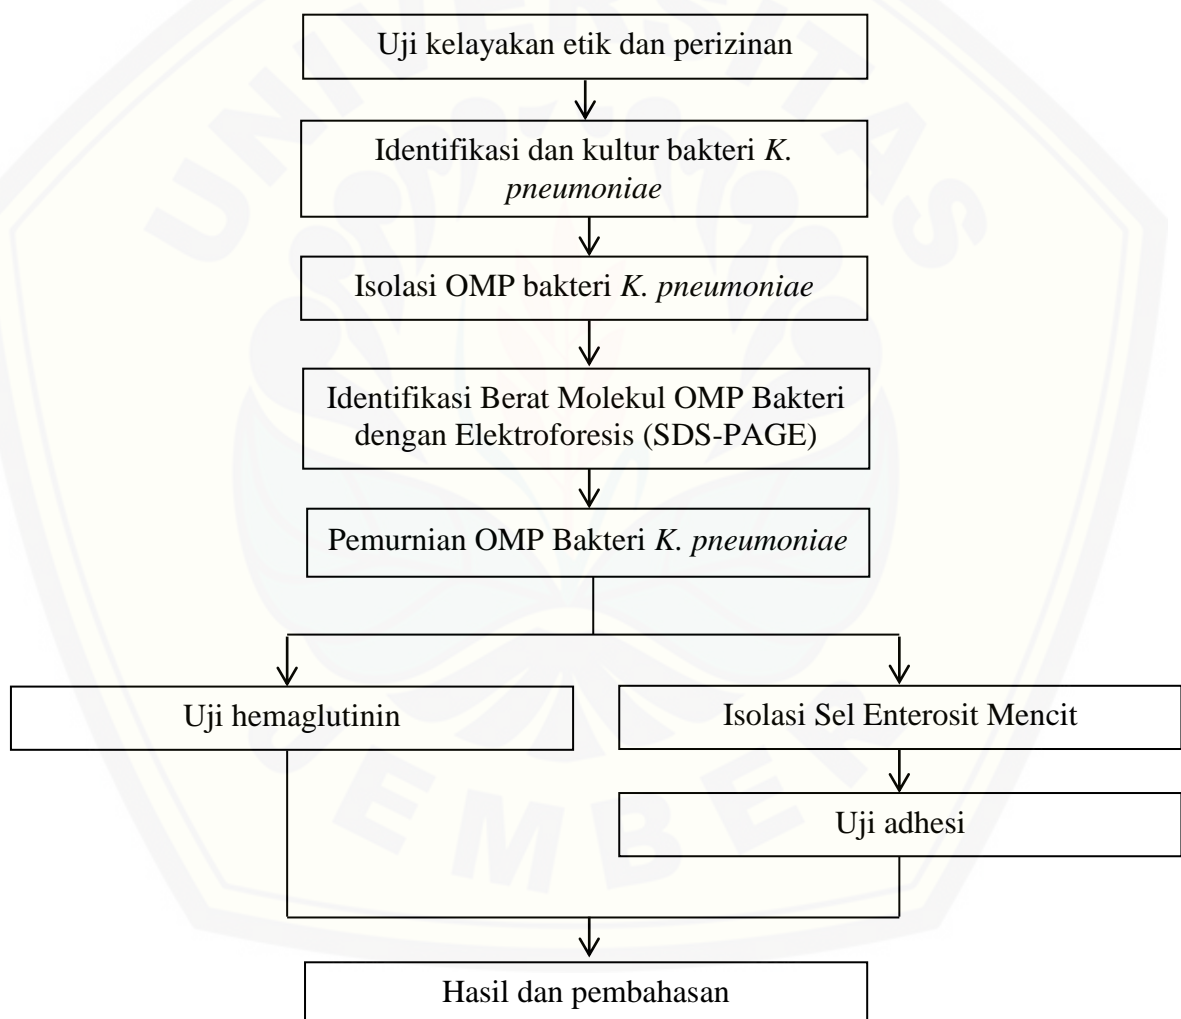 UNIVERSITAS
Uji kelayakan etik dan perizinan
Identifikasi dan kultur bakteri K.
pneumoniae
Isolasi OMP bakteri K. pneumoniae
Identifikasi Berat Molekul OMP Bakteri
dengan Elektroforesis (SDS-PAGE)
Pemurnian OMP Bakteri K. pneumoniae
Uji hemaglutinin
Isolasi Sel Enterosit Mencit
Uji adhesi
JEMBER
Hasil dan pembahasan